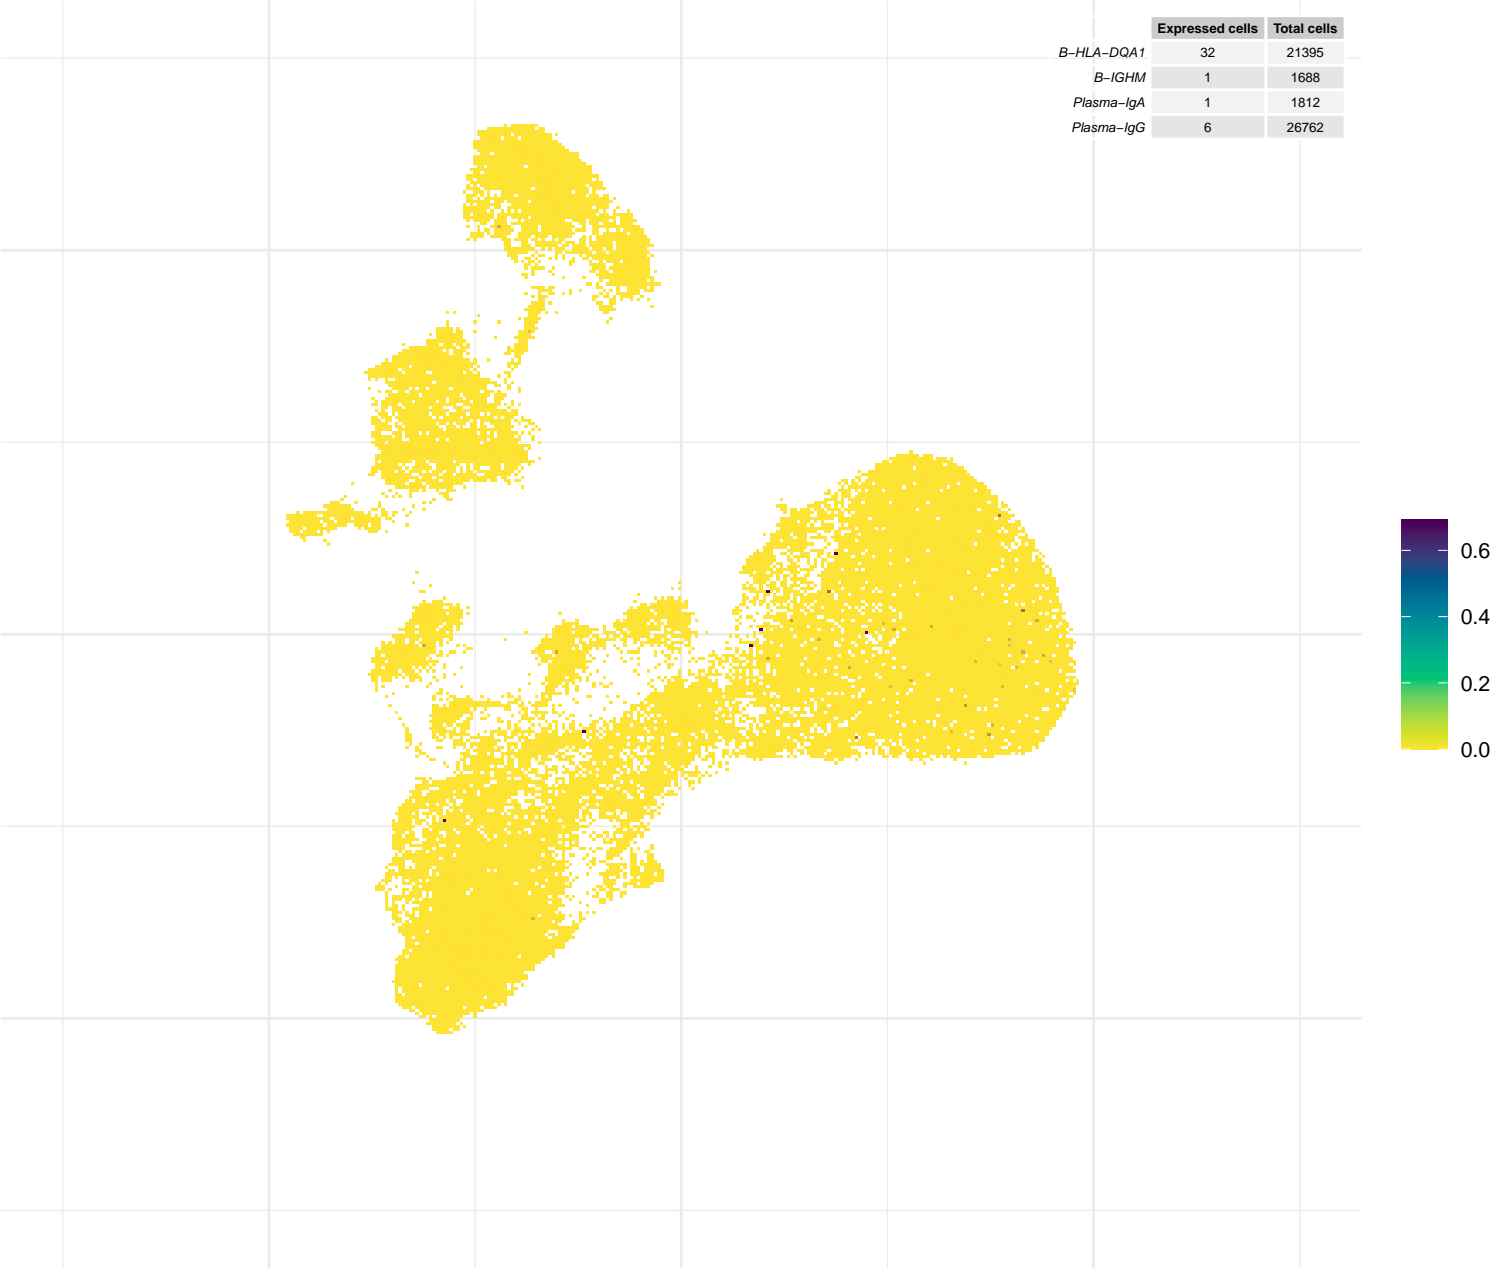 Expressed cells Total cells
B−HLA−DQA1 32 21395
B−IGHM 1 1688
Plasma−IgA 1 1812
Plasma−IgG 6 26762
0.6
0.4
0.2
0.0